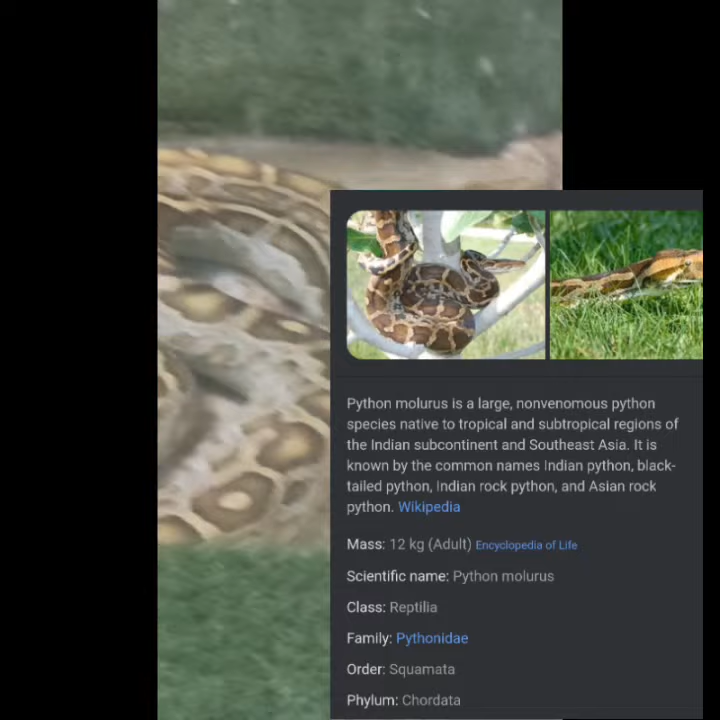 Python molurus is a large, nonvenomous python
species native to tropical and subtropical regions of
the Indian subcontinent and Southeast Asia. It is
known by the common names Indian python, black-
tailed python, Indian rock python, and Asian rock
python. Wikipedia
Mass: 12 kg (Adult) Encyclopedia of Life
Scientific name: Python molurus
Class: Reptilia
Family: Pythonidae
Order: Squamata
Phylum: Chordata